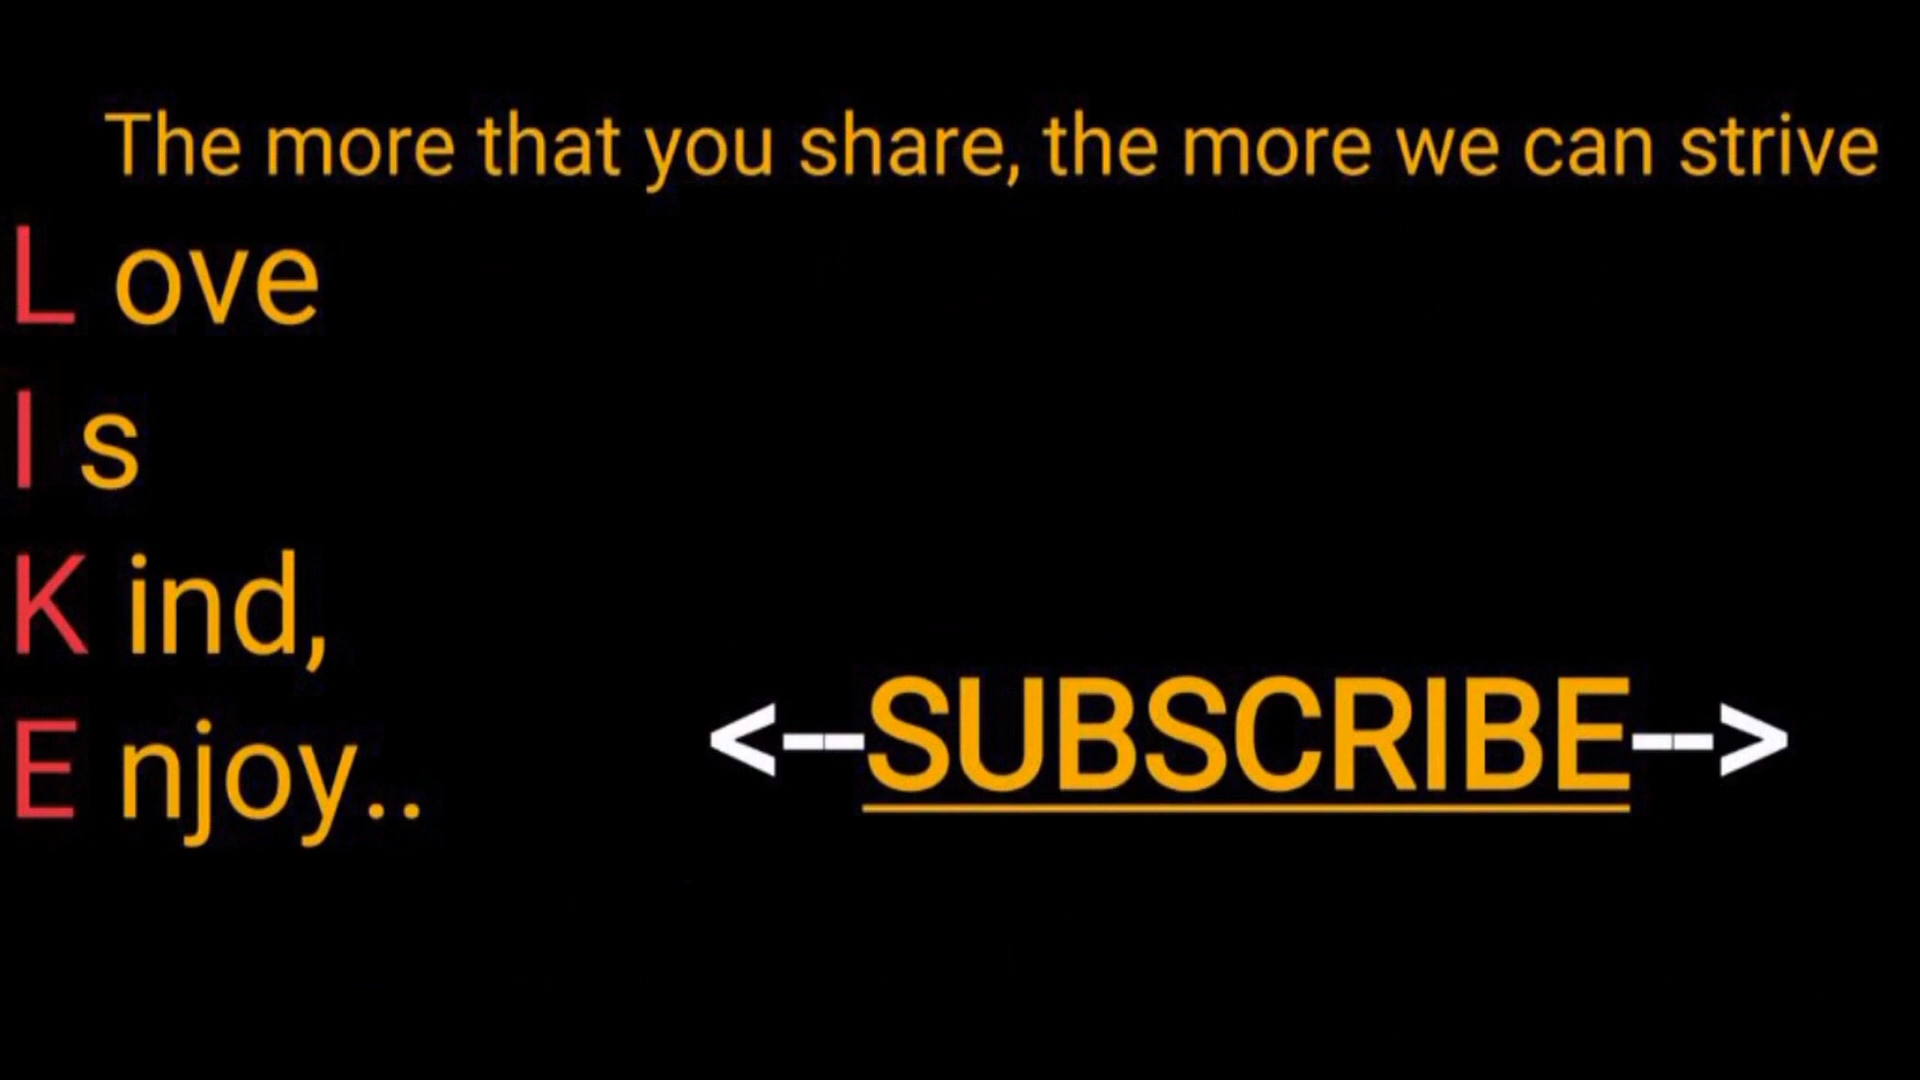 The more that you share, the more we can strive
L ove
I s
K ind,
E njoy..
<--SUBSCRIBE-->